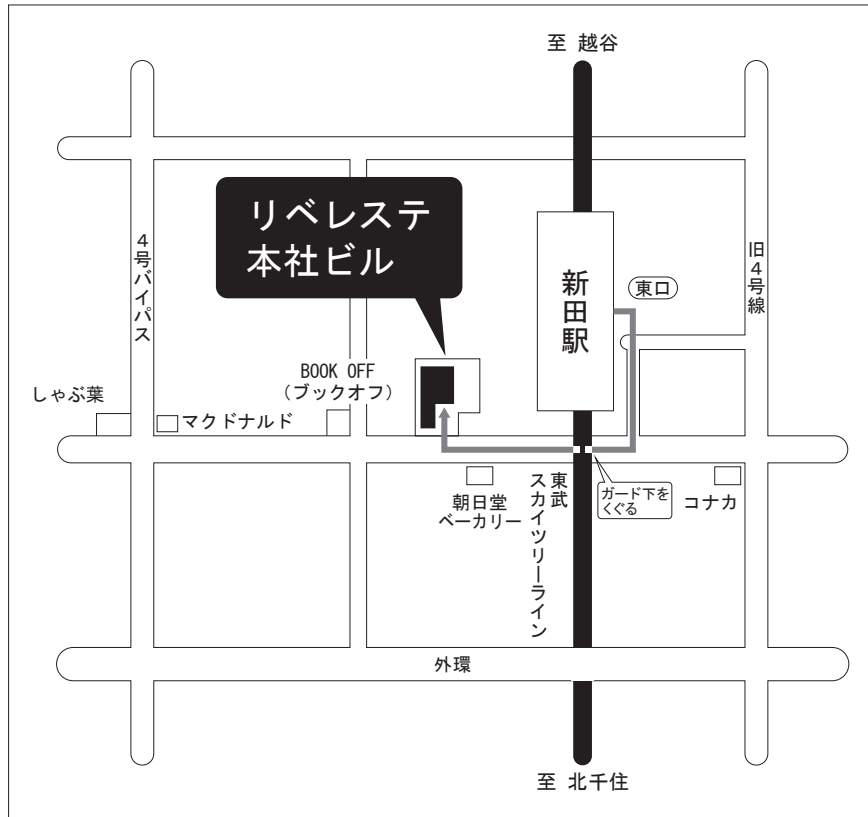 至 越谷
リベレステ
本社ビル
4号バイパス
旧4号線
新田駅
東口
BOOK OFF
(ブックオフ)
しゃぶ葉
マクドナルド
朝日堂
ベーカリー
東武
スカイツリーライン
ガード下を
くぐる
コナカ
外環
至 北千住